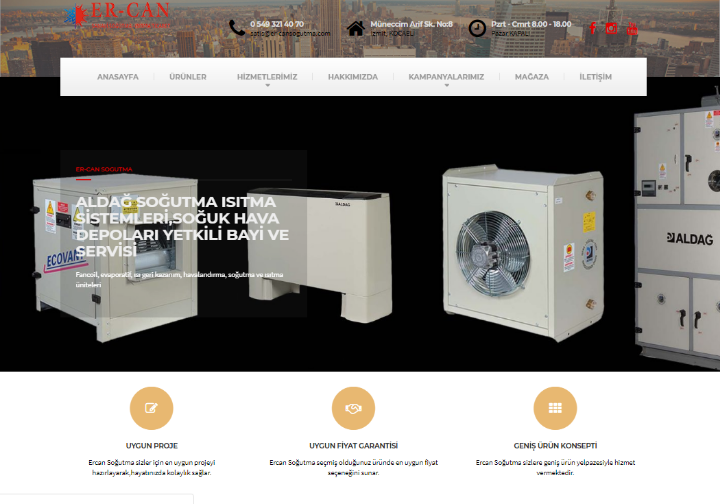 ER-CAN
0 549 321 40 70
satis@er-cansogutma.com
Müneccim Arif Sk. No:8
İzmit, KOCAELİ
Pzrt - Cmrt 8.00 - 18.00
Pazar KAPALI
ANASAYFA
ÜRÜNLER
HİZMETLERİMİZ
HAKKIMIZDA
KAMPANYALARIMIZ
MAĞAZA
İLETİŞİM
ER-CAN SOĞUTMA
ALDAĞ SOĞUTMA ISITMA
SİSTEMLERİ,SOĞUK HAVA
DEPOLARI YETKİLİ BAYİ VE
SERVİSİ
Fancoil, evaporatif, ısı geri kazanım, havalandırma, soğutma ve ısıtma
üniteleri
ECOVAN
ALDAG
ALDAG
UYGUN PROJE
Ercan Soğutma sizler için en uygun projeyi
hazırlayarak,hayatınızda kolaylık sağlar.
UYGUN FİYAT GARANTİSİ
Ercan Soğutma seçmiş olduğunuz üründe en uygun fiyat
seçeneğini sunar.
GENİŞ ÜRÜN KONSEPTİ
Ercan Soğutma sizlere geniş ürün yelpazesiyle hizmet
vermektedir.